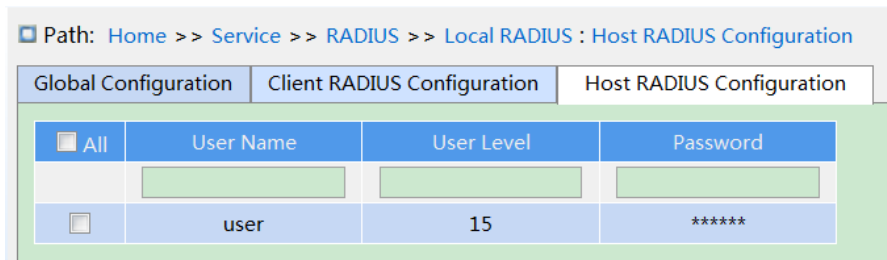 Path: Home >> Service >> RADIUS >> Local RADIUS : Host RADIUS Configuration
Global Configuration Client RADIUS Configuration Host RADIUS Configuration
All User Name User Level Password
user 15 ******